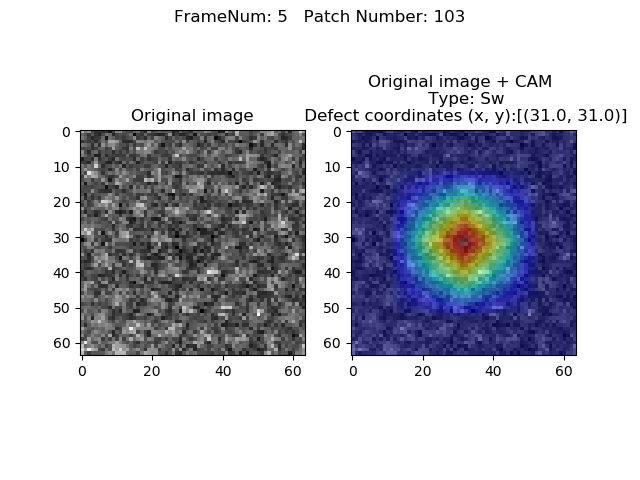 FrameNum: 5   Patch Number: 103
Original image
Original image + CAM
Type: Sw
Defect coordinates (x, y):[(31.0, 31.0)]
0
10
20
30
40
50
60
0 20 40 60
0
10
20
30
40
50
60
0 20 40 60